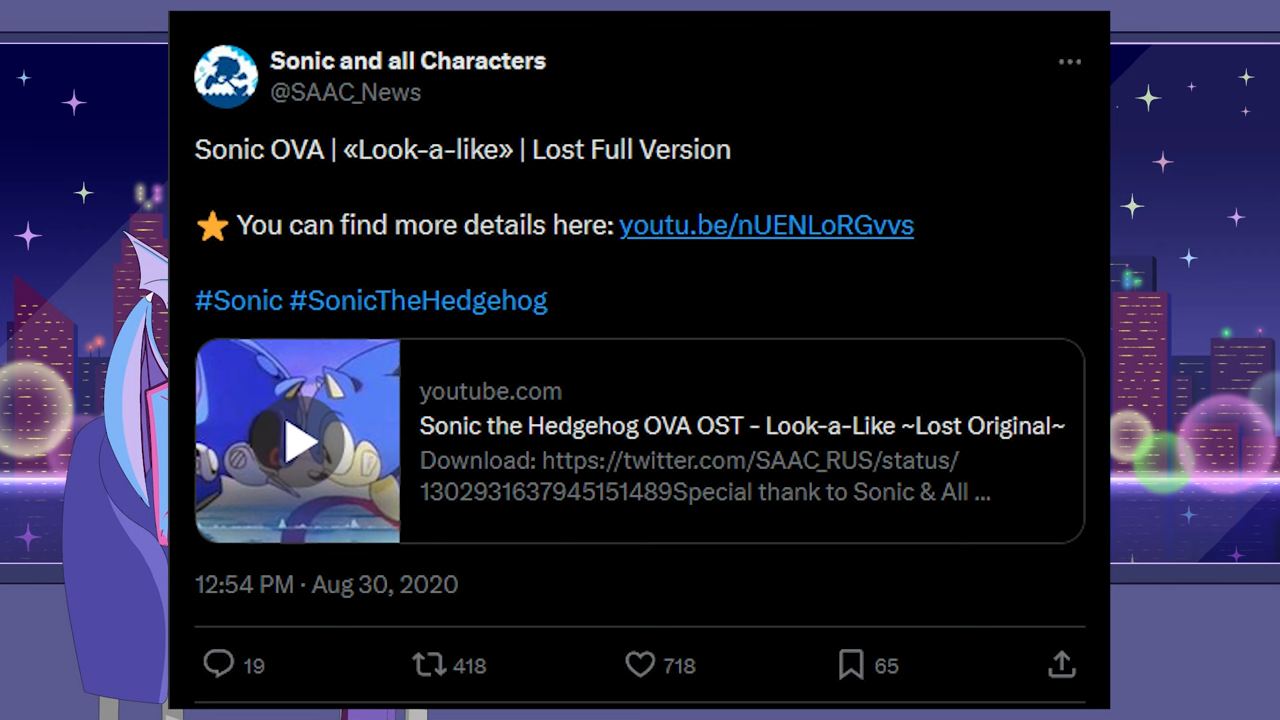 Sonic and all Characters
@SAAC_News
Sonic OVA | «Look-a-like» | Lost Full Version
You can find more details here: youtu.be/nUENLoRGvvs
#Sonic #SonicTheHedgehog
youtube.com
Sonic the Hedgehog OVA OST - Look-a-Like ~Lost Original~
Download: https://twitter.com/SAAC_RUS/status/
1302931637945151489Special thank to Sonic & All ...
12:54 PM · Aug 30, 2020
19 418 718 65